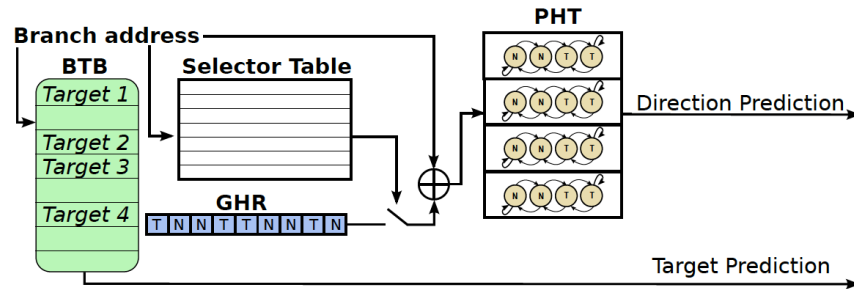 PHT
Branch address
BTB
Selector Table
Target 1
Target 2
Target 3
Target 4
GHR
T N N T T N N T N
N N T T
N N T T
N N T T
N N T T
Direction Prediction
Target Prediction